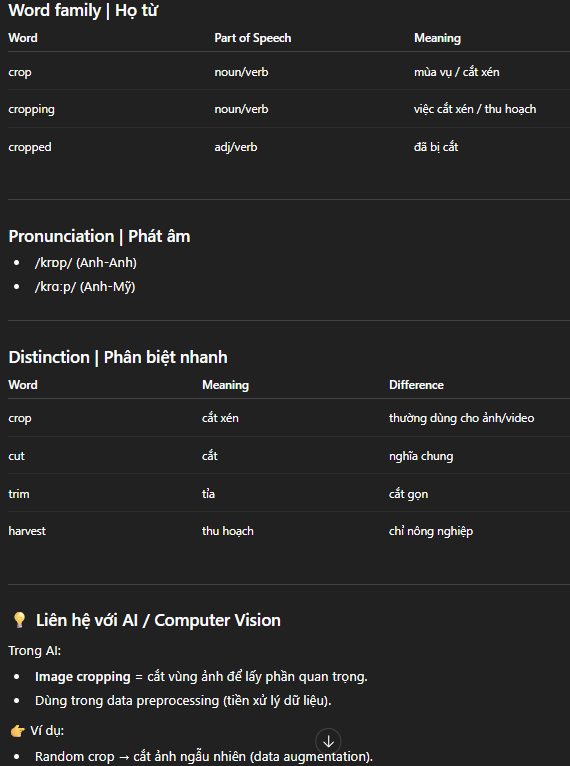 Word family | Họ từ
Word Part of Speech Meaning
crop noun/verb mùa vụ / cắt xén
cropping noun/verb việc cắt xén / thu hoạch
cropped adj/verb đã bị cắt
Pronunciation | Phát âm
• /krɒp/ (Anh-Anh)
• /krɑːp/ (Anh-Mỹ)
Distinction | Phân biệt nhanh
Word Meaning Difference
crop cắt xén thường dùng cho ảnh/video
cut cắt nghĩa chung
trim tỉa cắt gọn
harvest thu hoạch chỉ nông nghiệp
💡 Liên hệ với AI / Computer Vision
Trong AI:
• Image cropping = cắt vùng ảnh để lấy phần quan trọng.
• Dùng trong data preprocessing (tiền xử lý dữ liệu).
👉 Ví dụ:
• Random crop → cắt ảnh ngẫu nhiên (data augmentation).